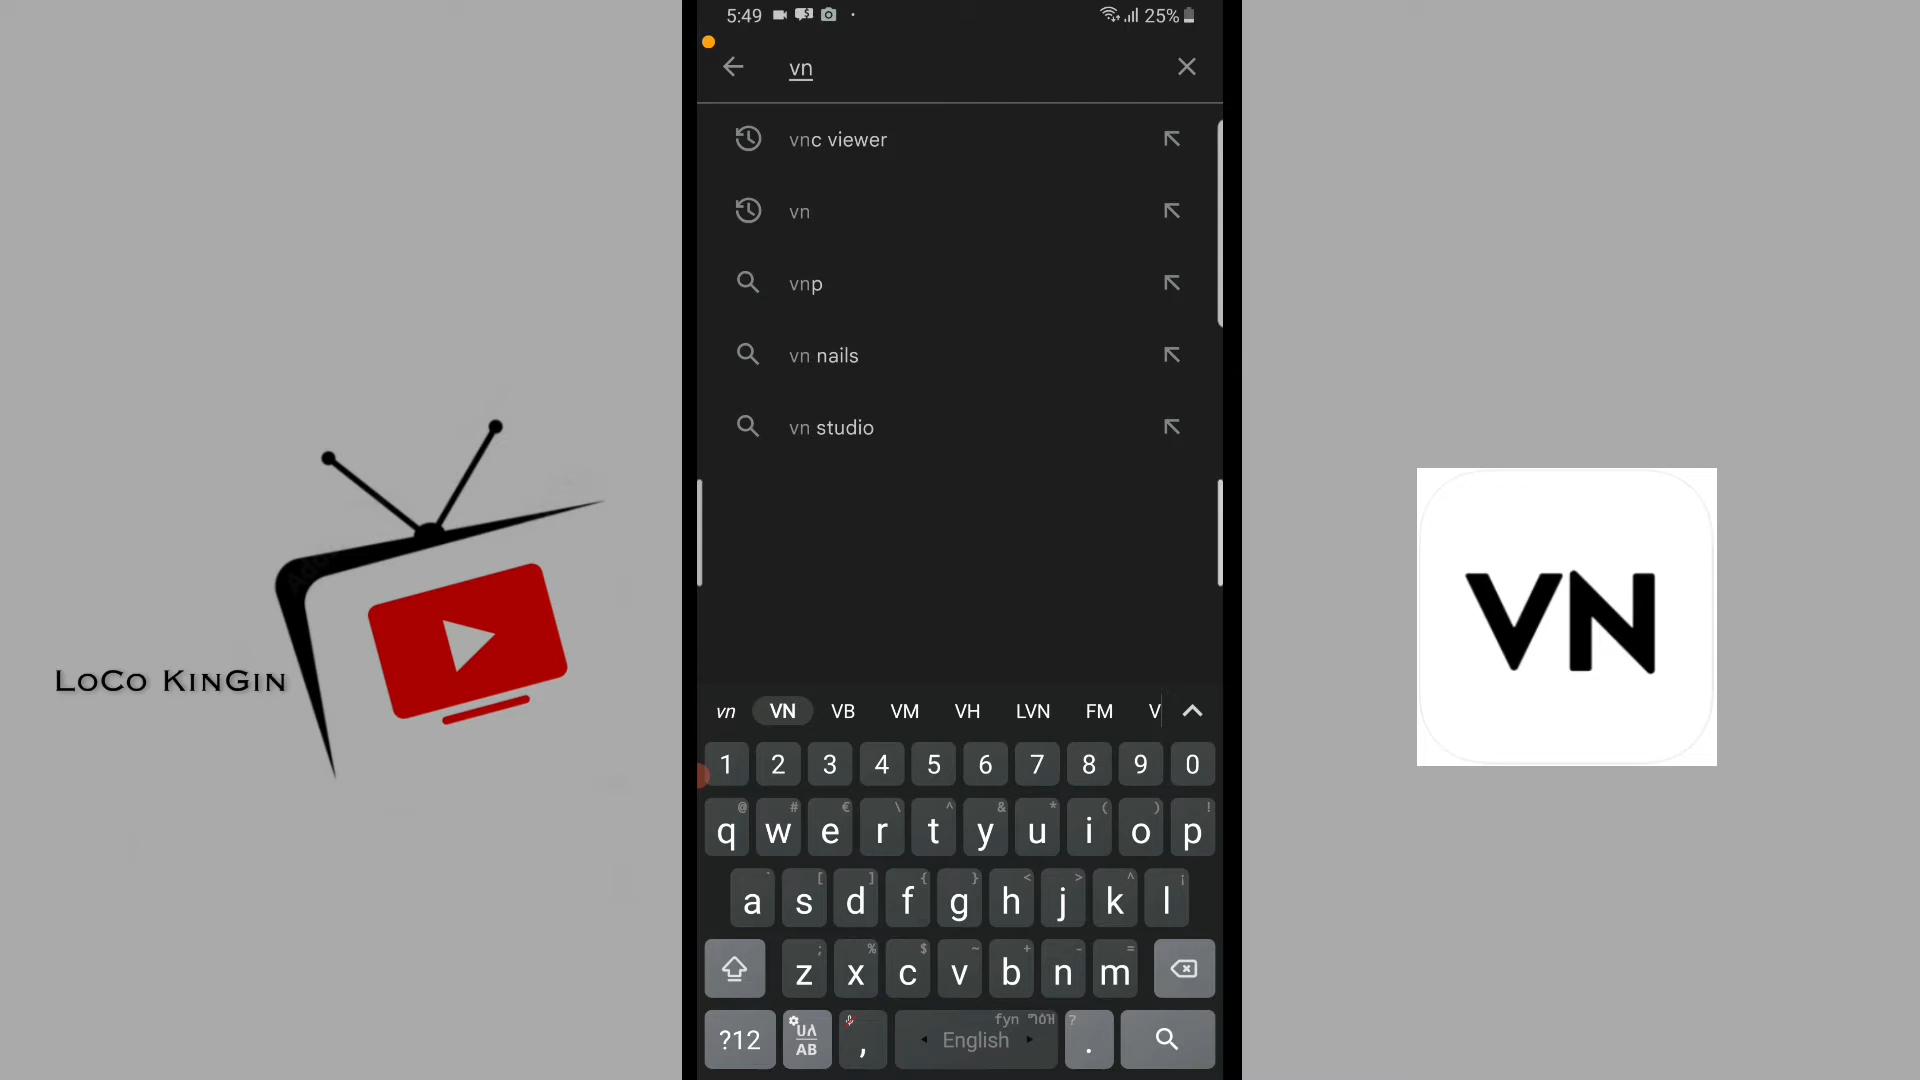 5:49
25%
vn
vnc viewer
vn
vnp
vn nails
vn studio
LoCo KinGin
VN
vn VN VB VM VH LVN FM V
1 2 3 4 5 6 7 8 9 0
@ # € \ ^ & * ( ) !
q w e r t y u i o p
` [ ] { } < > ^ ¡
a s d f g h j k l
; % $ ~ + - =
z x c v b n m
?12 AB , English . ?